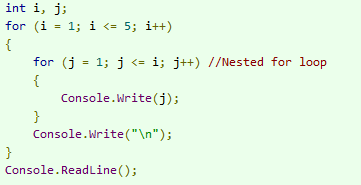 int i, j;
for (i = 1; i <= 5; i++)
{
    for (j = 1; j <= i; j++) //Nested for loop
    {
        Console.Write(j);
    }
    Console.Write("\n");
}
Console.ReadLine();